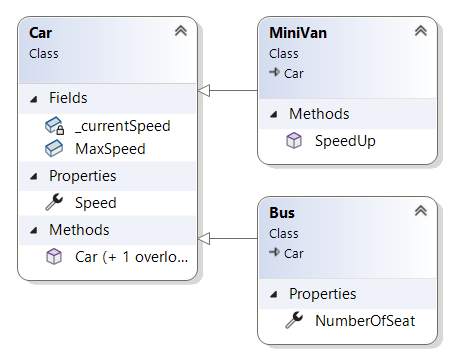 Car
Class
Fields
_currentSpeed
MaxSpeed
Properties
Speed
Methods
Car (+ 1 overlo...
MiniVan
Class
Car
Methods
SpeedUp
Bus
Class
Car
Properties
NumberOfSeat